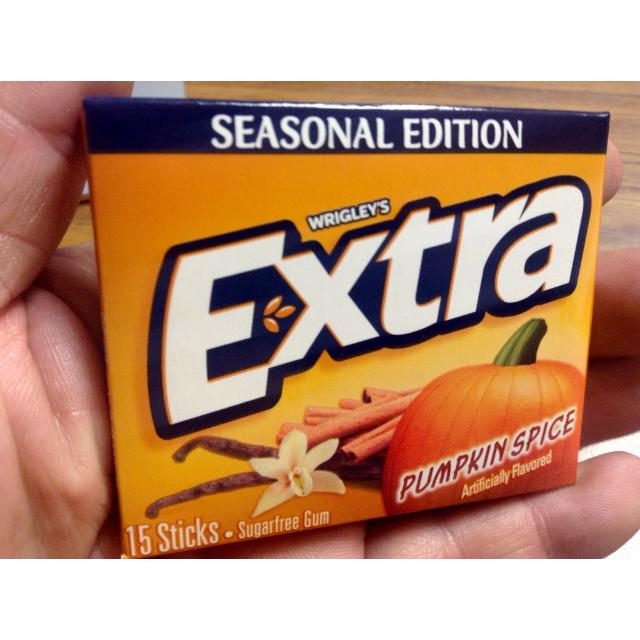 SEASONAL EDITION
WRIGLEY'S
Extra
PUMPKIN SPICE
Artificially Flavored
15 Sticks • Sugarfree Gum